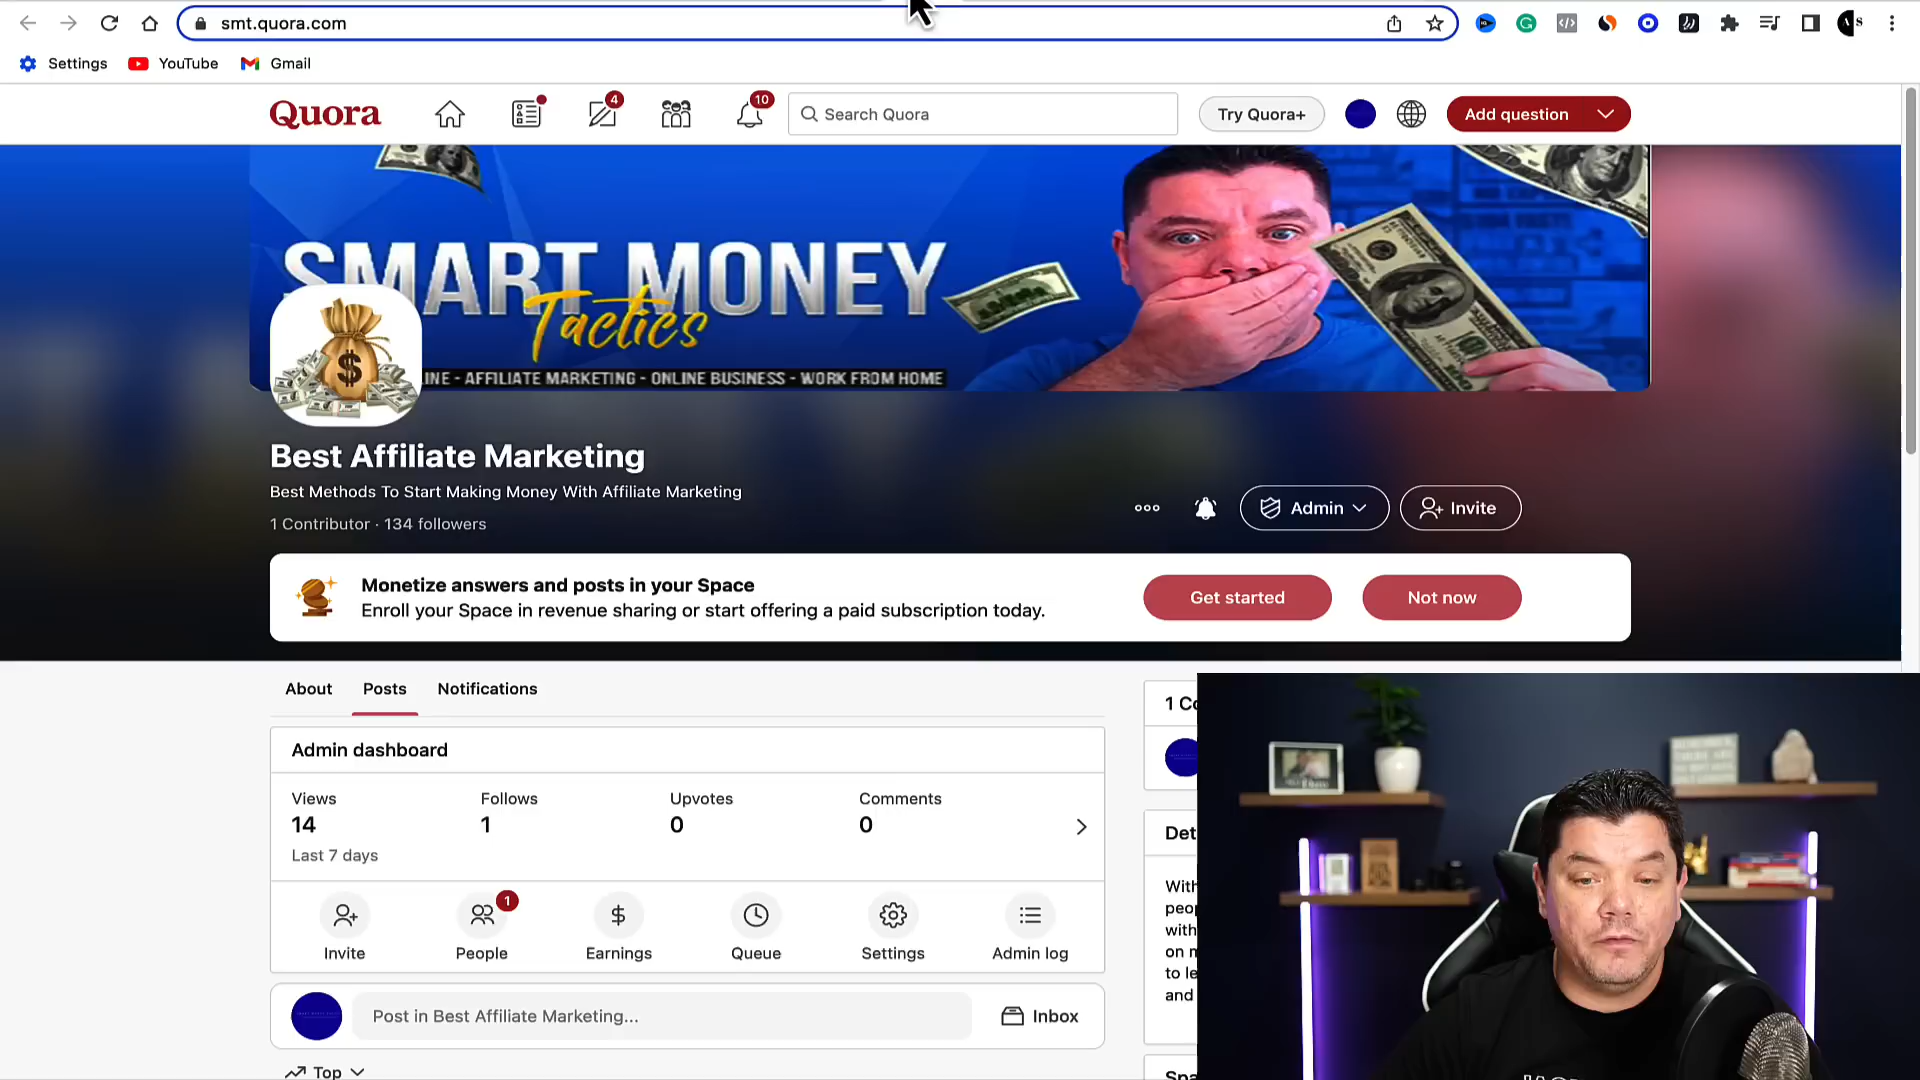 smt.quora.com
Settings
YouTube
Gmail
Quora
4
10
Search Quora
Try Quora+
Add question
SMART MONEY
Tactics
INE - AFFILIATE MARKETING - ONLINE BUSINESS - WORK FROM HOME
$
Best Affiliate Marketing
Best Methods To Start Making Money With Affiliate Marketing
1 Contributor · 134 followers
Admin
Invite
Monetize answers and posts in your Space
Enroll your Space in revenue sharing or start offering a paid subscription today.
Get started
Not now
About
Posts
Notifications
Admin dashboard
Views
Follows
Upvotes
Comments
14
1
0
0
Last 7 days
1
Invite
People
Earnings
Queue
Settings
Admin log
Post in Best Affiliate Marketing...
Inbox
Top
1 Co
Det
With
peop
with
on m
to le
and
Spa